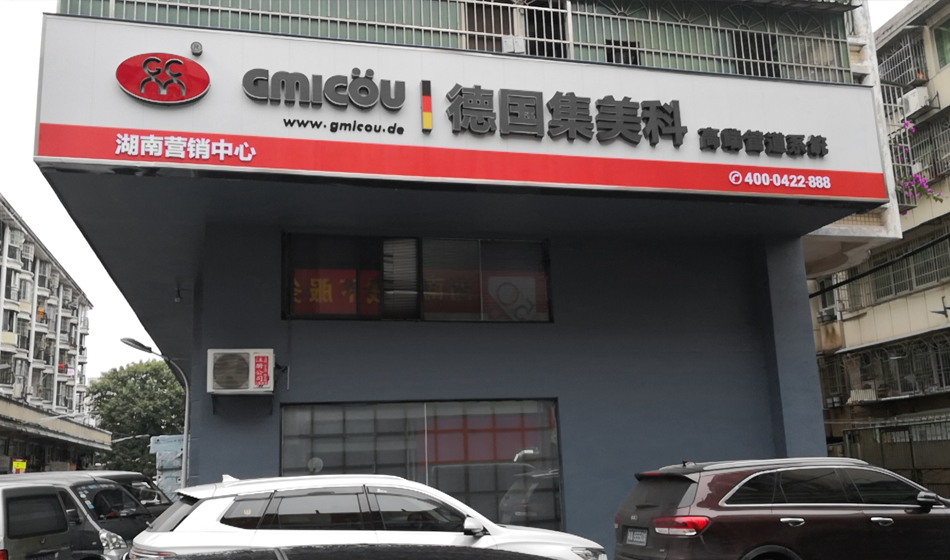 ®
GMICÖU
www.gmicou.de
德国集美科
高端管道系统
湖南营销中心
400-0422-888